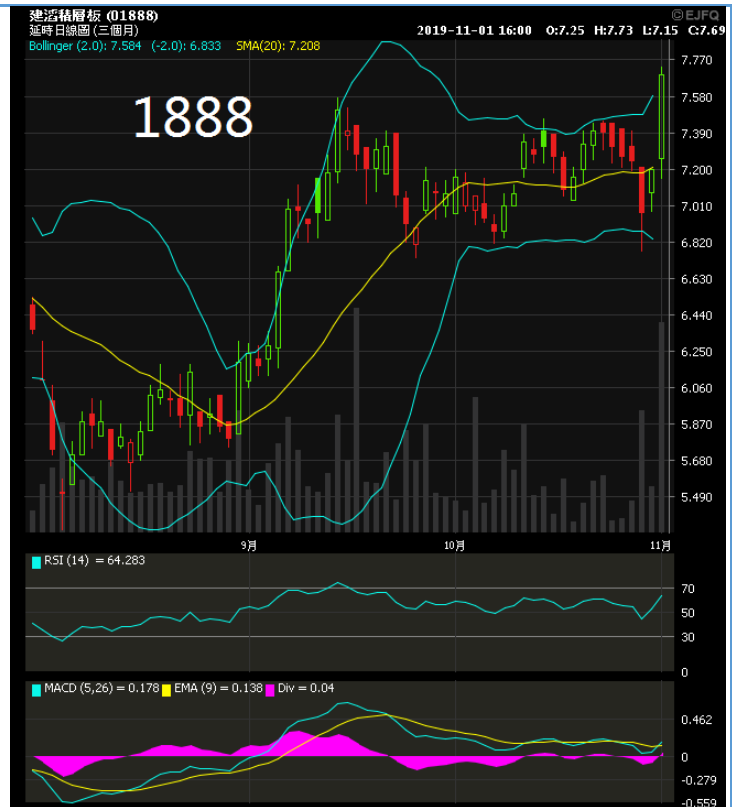 建滔積層板 (01888)
©EJFQ
延時日線圖 (三個月)
2019-11-01 16:00 O:7.25 H:7.73 L:7.15 C:7.69
Bollinger (2.0): 7.584 (-2.0): 6.833 SMA(20): 7.208
1888
7.770
7.580
7.390
7.200
7.010
6.820
6.630
6.440
6.250
6.060
5.870
5.680
5.490
9月 10月 11月
RSI (14) = 64.283
70
50
30
0
MACD (5,26) = 0.178 EMA (9) = 0.138 Div = 0.04
0.462
0
-0.279
-0.559